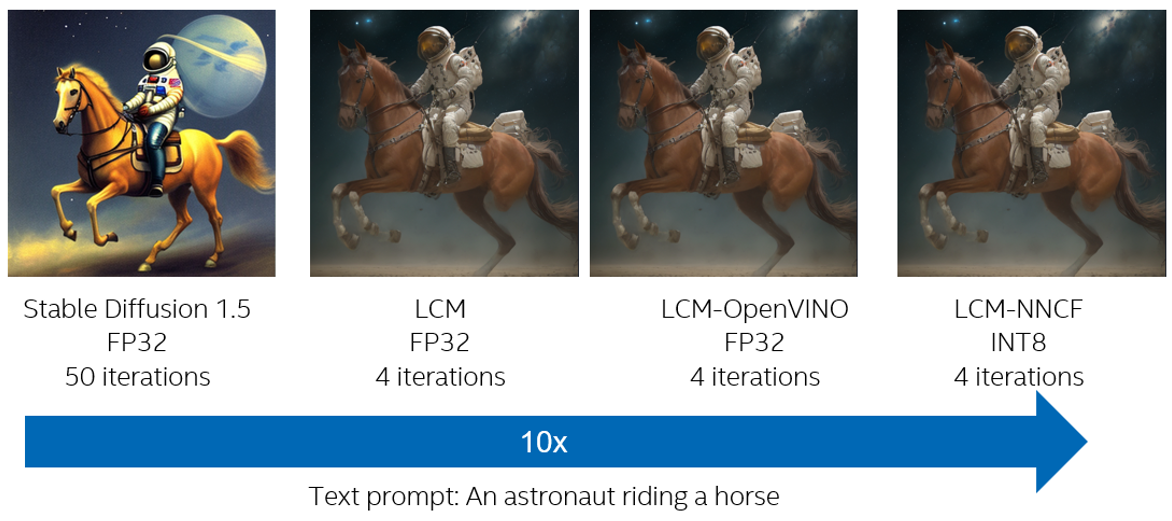 Stable Diffusion 1.5
FP32
50 iterations
LCM
FP32
4 iterations
LCM-OpenVINO
FP32
4 iterations
LCM-NNCF
INT8
4 iterations
10x
Text prompt: An astronaut riding a horse